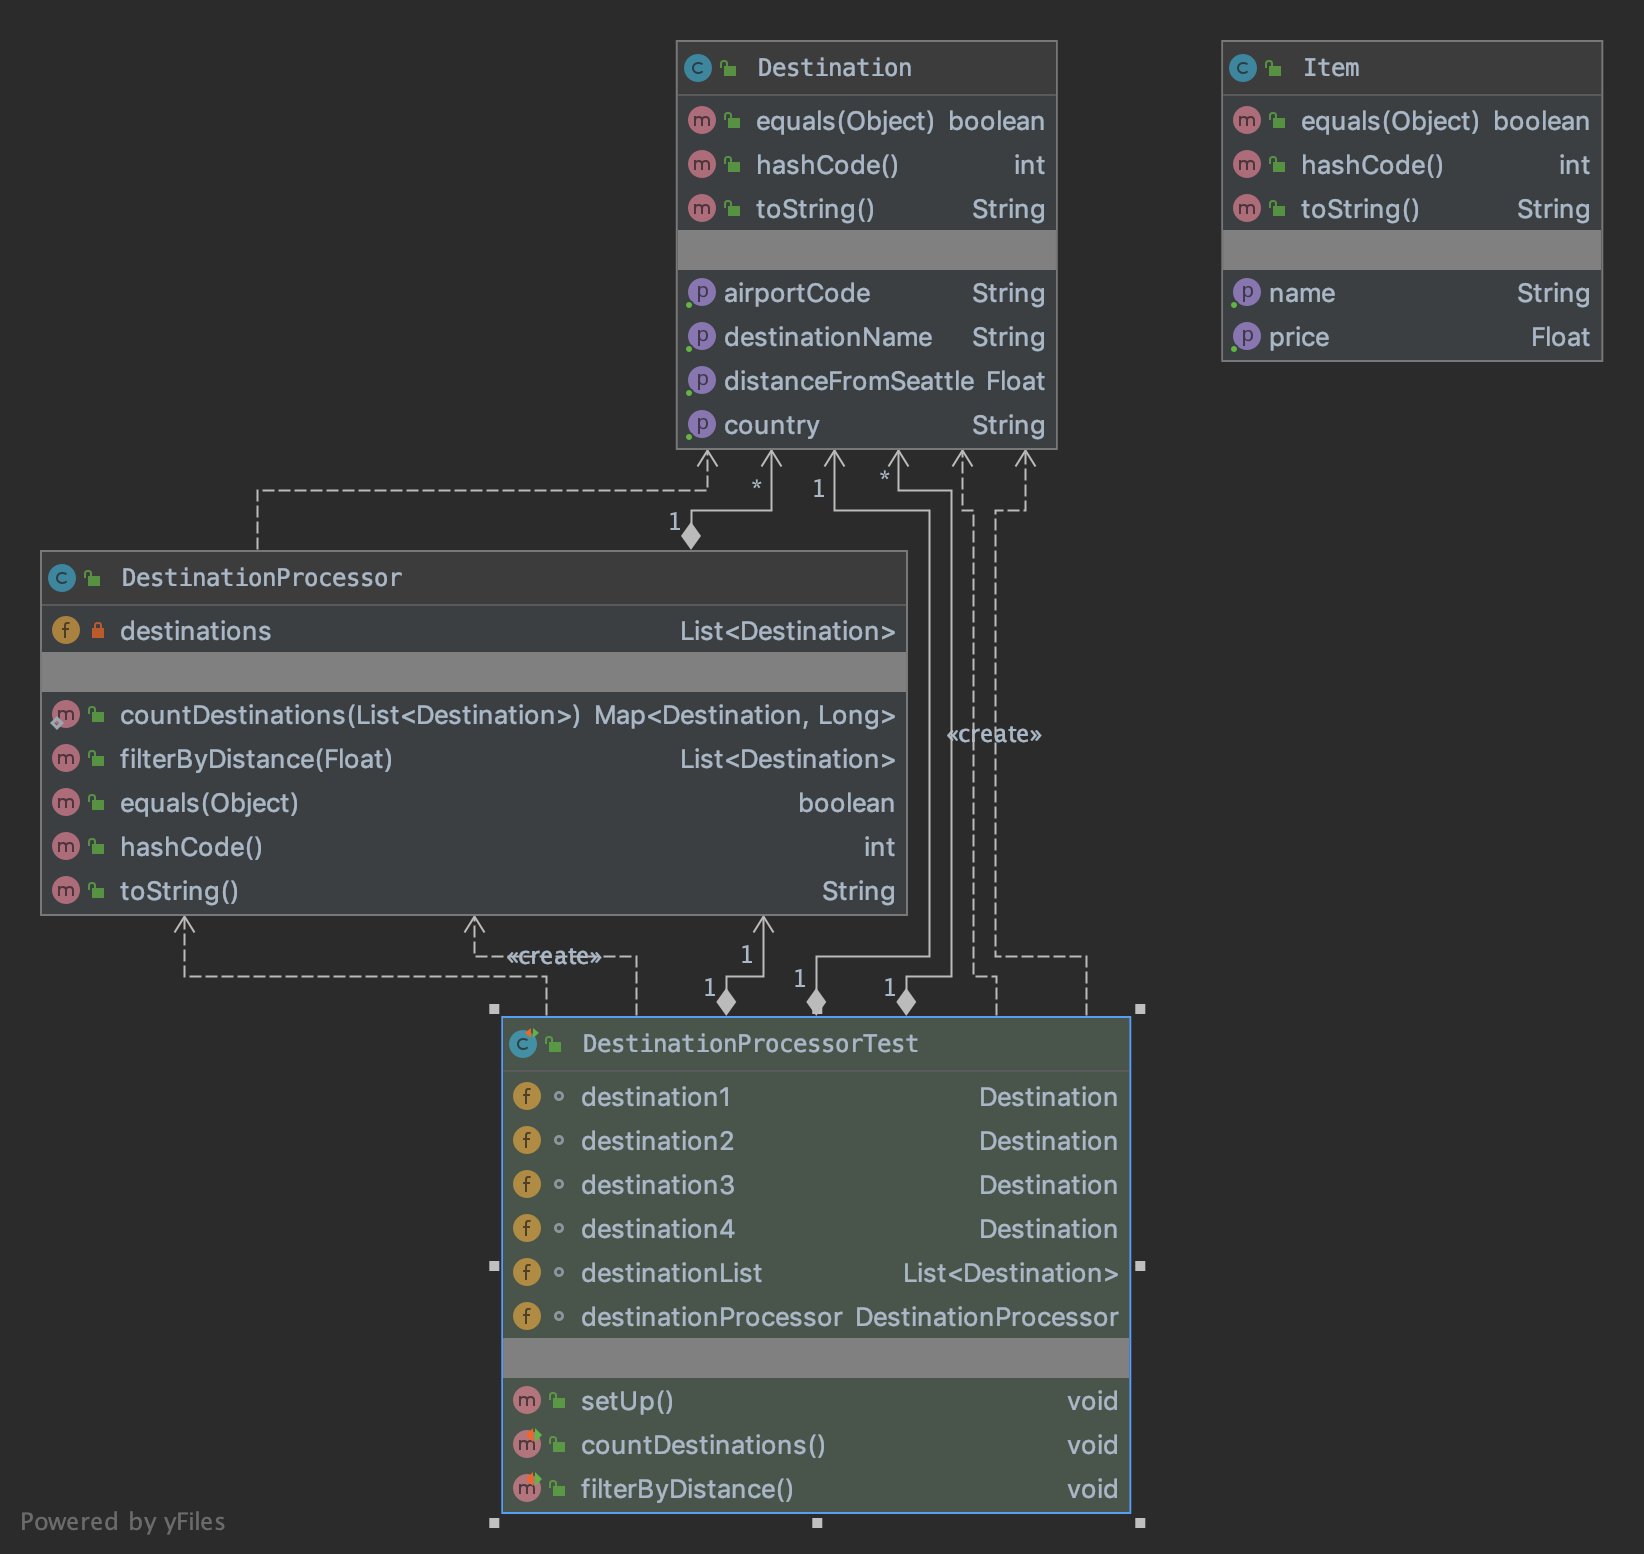 C Destination
m equals(Object) boolean
m hashCode() int
m toString() String
p airportCode String
p destinationName String
p distanceFromSeattle Float
p country String
C Item
m equals(Object) boolean
m hashCode() int
m toString() String
p name String
p price Float
*
1
*
1
C DestinationProcessor
f destinations List<Destination>
m countDestinations(List<Destination>) Map<Destination, Long>
m filterByDistance(Float) List<Destination>
m equals(Object) boolean
m hashCode() int
m toString() String
«create»
«create»
1
1
1
1
C DestinationProcessorTest
f destination1 Destination
f destination2 Destination
f destination3 Destination
f destination4 Destination
f destinationList List<Destination>
f destinationProcessor DestinationProcessor
m setUp() void
m countDestinations() void
m filterByDistance() void
Powered by yFiles